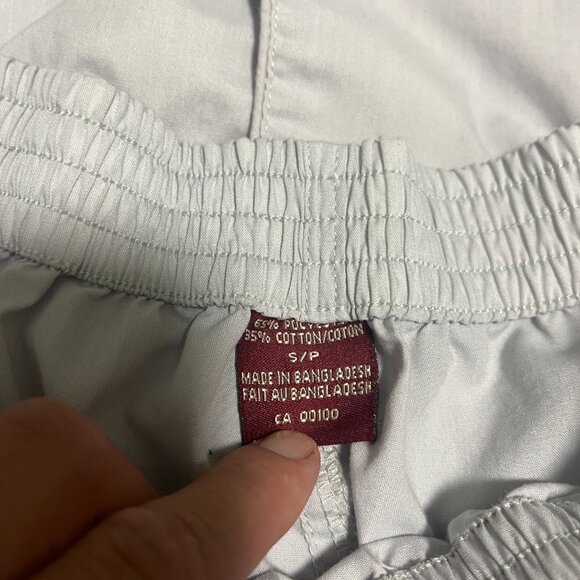 65% POLYESTER
35% COTTON/COTON
S/P
MADE IN BANGLADESH
FAIT AU BANGLADESH
CA 00100